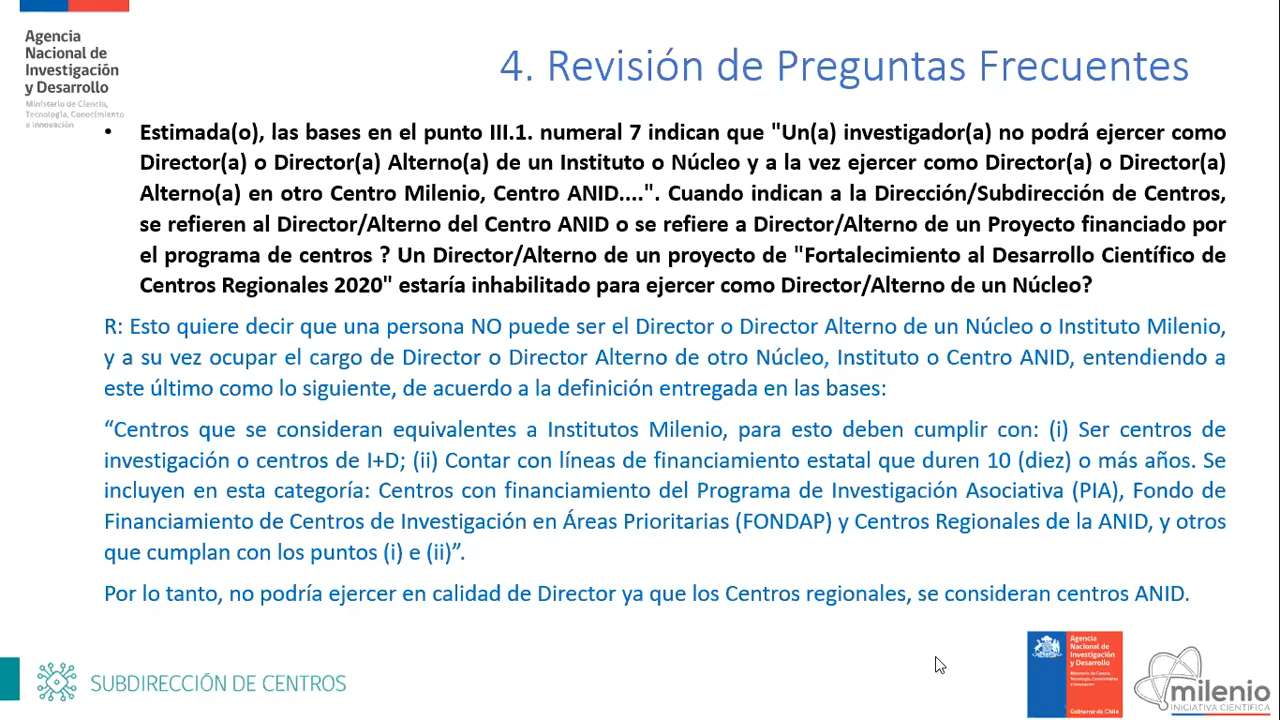 Agencia
Nacional de
Investigación
y Desarrollo
Ministerio de Ciencia,
Tecnología, Conocimiento
e Innovación
4. Revisión de Preguntas Frecuentes
• Estimada(o), las bases en el punto III.1. numeral 7 indican que "Un(a) investigador(a) no podrá ejercer como
Director(a) o Director(a) Alterno(a) de un Instituto o Núcleo y a la vez ejercer como Director(a) o Director(a)
Alterno(a) en otro Centro Milenio, Centro ANID....". Cuando indican a la Dirección/Subdirección de Centros,
se refieren al Director/Alterno del Centro ANID o se refiere a Director/Alterno de un Proyecto financiado por
el programa de centros ? Un Director/Alterno de un proyecto de "Fortalecimiento al Desarrollo Científico de
Centros Regionales 2020" estaría inhabilitado para ejercer como Director/Alterno de un Núcleo?
R: Esto quiere decir que una persona NO puede ser el Director o Director Alterno de un Núcleo o Instituto Milenio,
y a su vez ocupar el cargo de Director o Director Alterno de otro Núcleo, Instituto o Centro ANID, entendiendo a
este último como lo siguiente, de acuerdo a la definición entregada en las bases:
“Centros que se consideran equivalentes a Institutos Milenio, para esto deben cumplir con: (i) Ser centros de
investigación o centros de I+D; (ii) Contar con líneas de financiamiento estatal que duren 10 (diez) o más años. Se
incluyen en esta categoría: Centros con financiamiento del Programa de Investigación Asociativa (PIA), Fondo de
Financiamiento de Centros de Investigación en Áreas Prioritarias (FONDAP) y Centros Regionales de la ANID, y otros
que cumplan con los puntos (i) e (ii)”.
Por lo tanto, no podría ejercer en calidad de Director ya que los Centros regionales, se consideran centros ANID.
SUBDIRECCIÓN DE CENTROS
Agencia
Nacional de
Investigación
y Desarrollo
Ministerio de Ciencia,
Tecnología, Conocimiento
e Innovación
Gobierno de Chile
milenio
INICIATIVA CIENTÍFICA